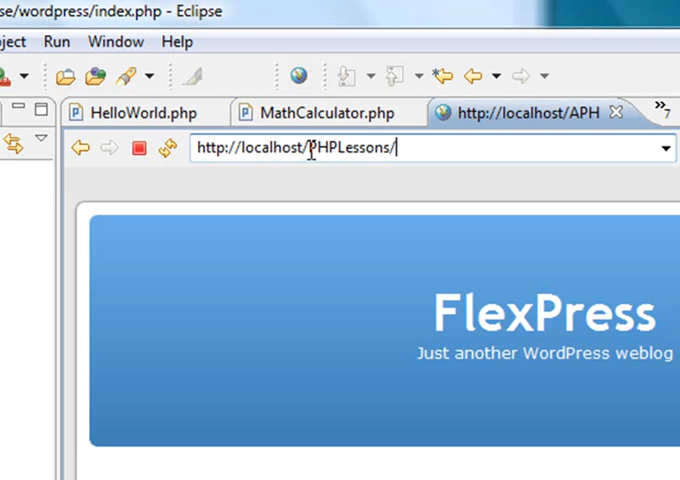 se/wordpress/index.php - Eclipse
oject Run Window Help
HelloWorld.php MathCalculator.php http://localhost/APH »7
http://localhost/PHPLessons/
FlexPress
Just another WordPress weblog